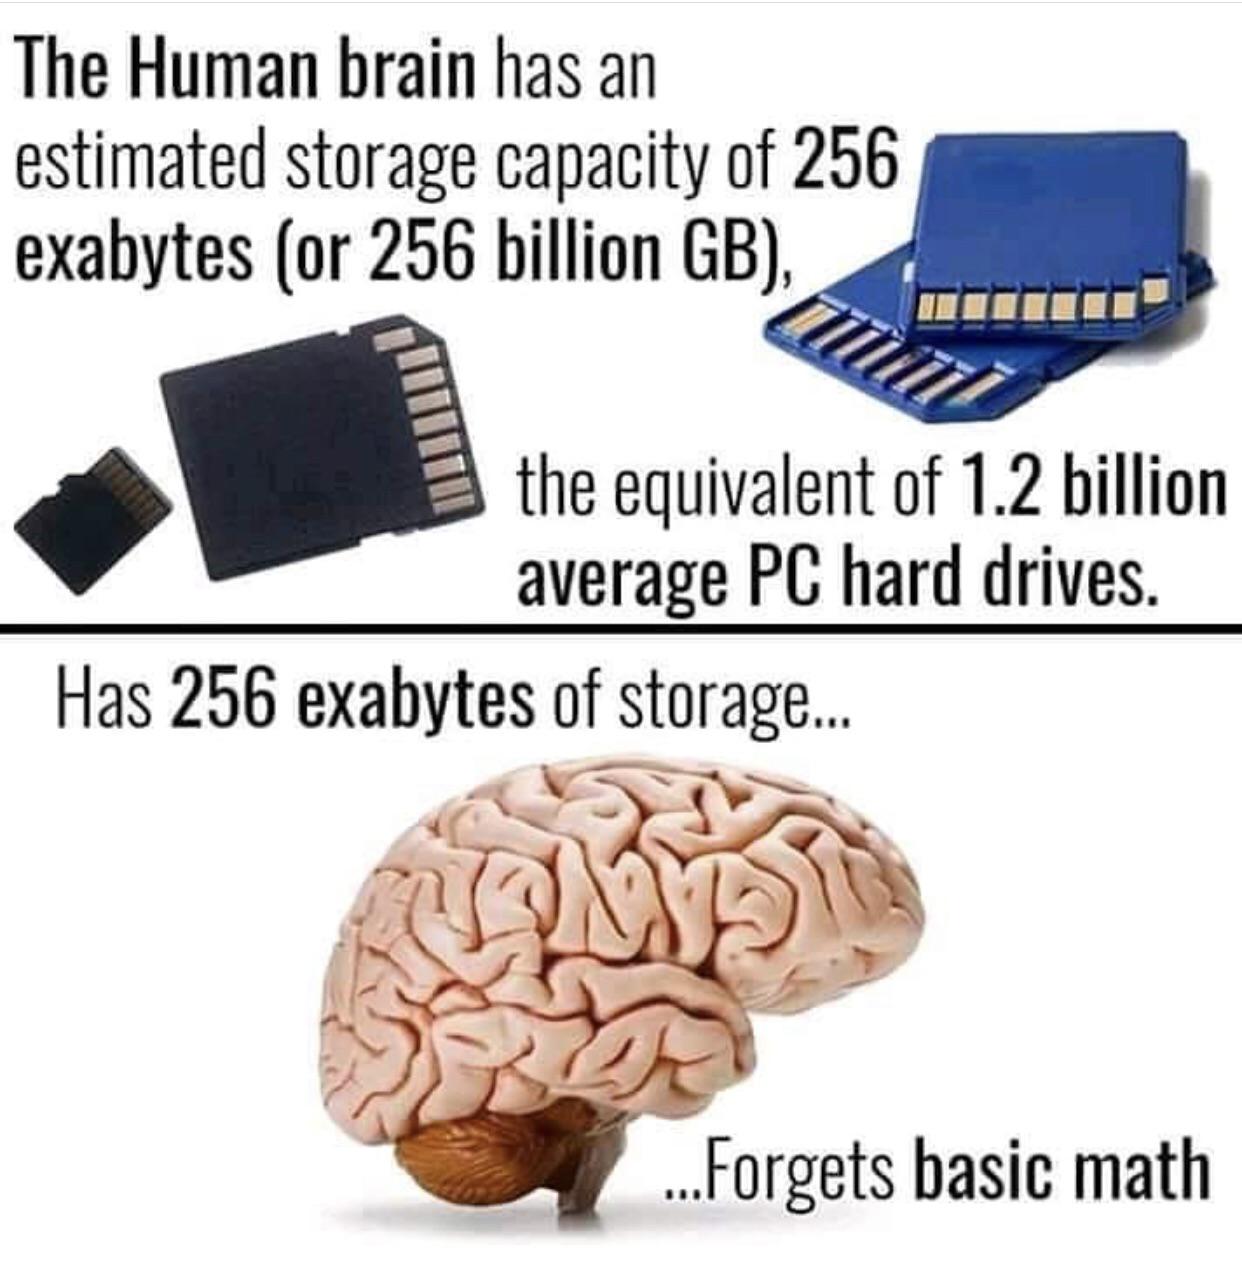 The Human brain has an
estimated storage capacity of 256
exabytes (or 256 billion GB),
the equivalent of 1.2 billion
average PC hard drives.
Has 256 exabytes of storage...
...Forgets basic math